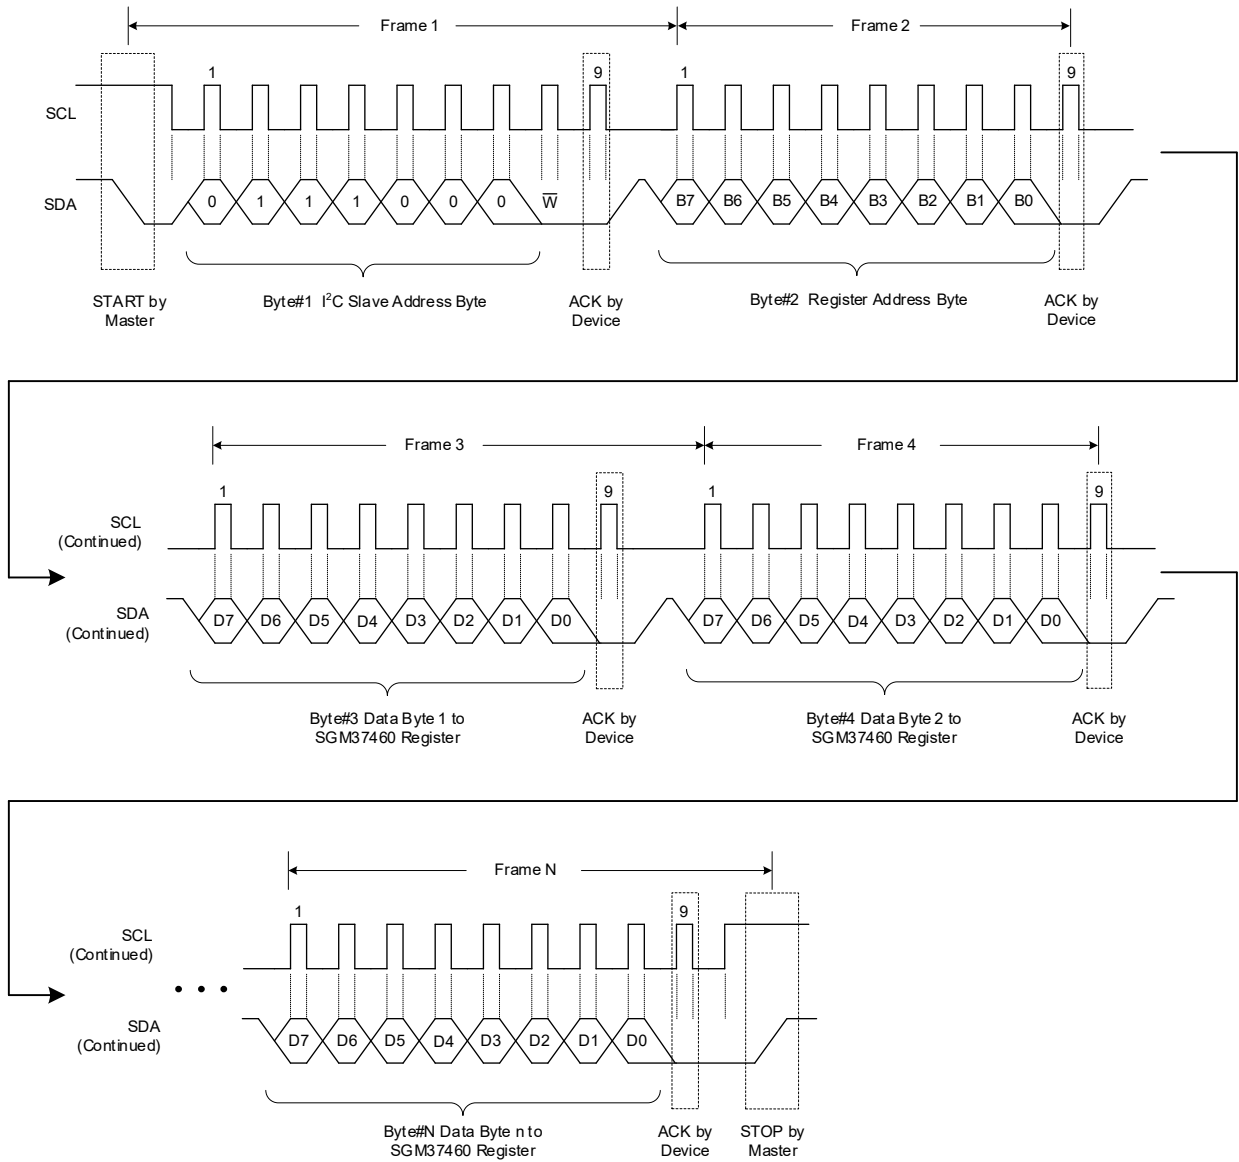 Frame 1
Frame 2
1
9
1
9
SCL
SDA
0 1 1 1 0 0 0 W̅
B7 B6 B5 B4 B3 B2 B1 B0
START by
Master
Byte#1 I²C Slave Address Byte
ACK by
Device
Byte#2 Register Address Byte
ACK by
Device
Frame 3
Frame 4
1
9
1
9
SCL
(Continued)
SDA
(Continued)
D7 D6 D5 D4 D3 D2 D1 D0
D7 D6 D5 D4 D3 D2 D1 D0
Byte#3 Data Byte 1 to
SGM37460 Register
ACK by
Device
Byte#4 Data Byte 2 to
SGM37460 Register
ACK by
Device
Frame N
1
9
SCL
(Continued)
• • •
SDA
(Continued)
D7 D6 D5 D4 D3 D2 D1 D0
Byte#N Data Byte n to
SGM37460 Register
ACK by
Device
STOP by
Master